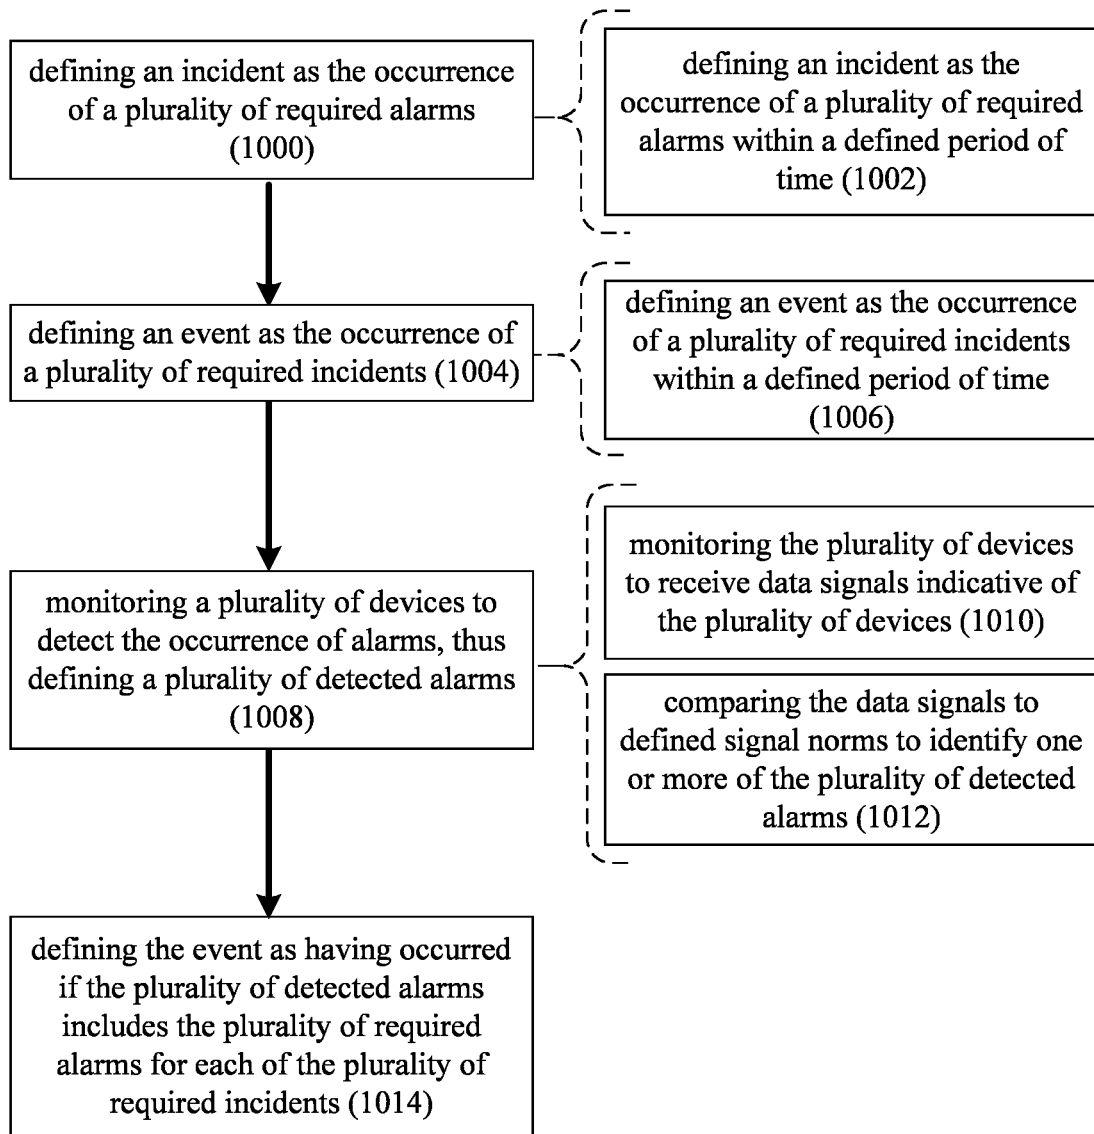 defining an incident as the occurrence
of a plurality of required alarms
(1000)
defining an incident as the
occurrence of a plurality of required
alarms within a defined period of
time (1002)
defining an event as the occurrence of
a plurality of required incidents (1004)
defining an event as the occurrence
of a plurality of required incidents
within a defined period of time
(1006)
monitoring a plurality of devices to
detect the occurrence of alarms, thus
defining a plurality of detected alarms
(1008)
monitoring the plurality of devices
to receive data signals indicative of
the plurality of devices (1010)
comparing the data signals to
defined signal norms to identify one
or more of the plurality of detected
alarms (1012)
defining the event as having occurred
if the plurality of detected alarms
includes the plurality of required
alarms for each of the plurality of
required incidents (1014)